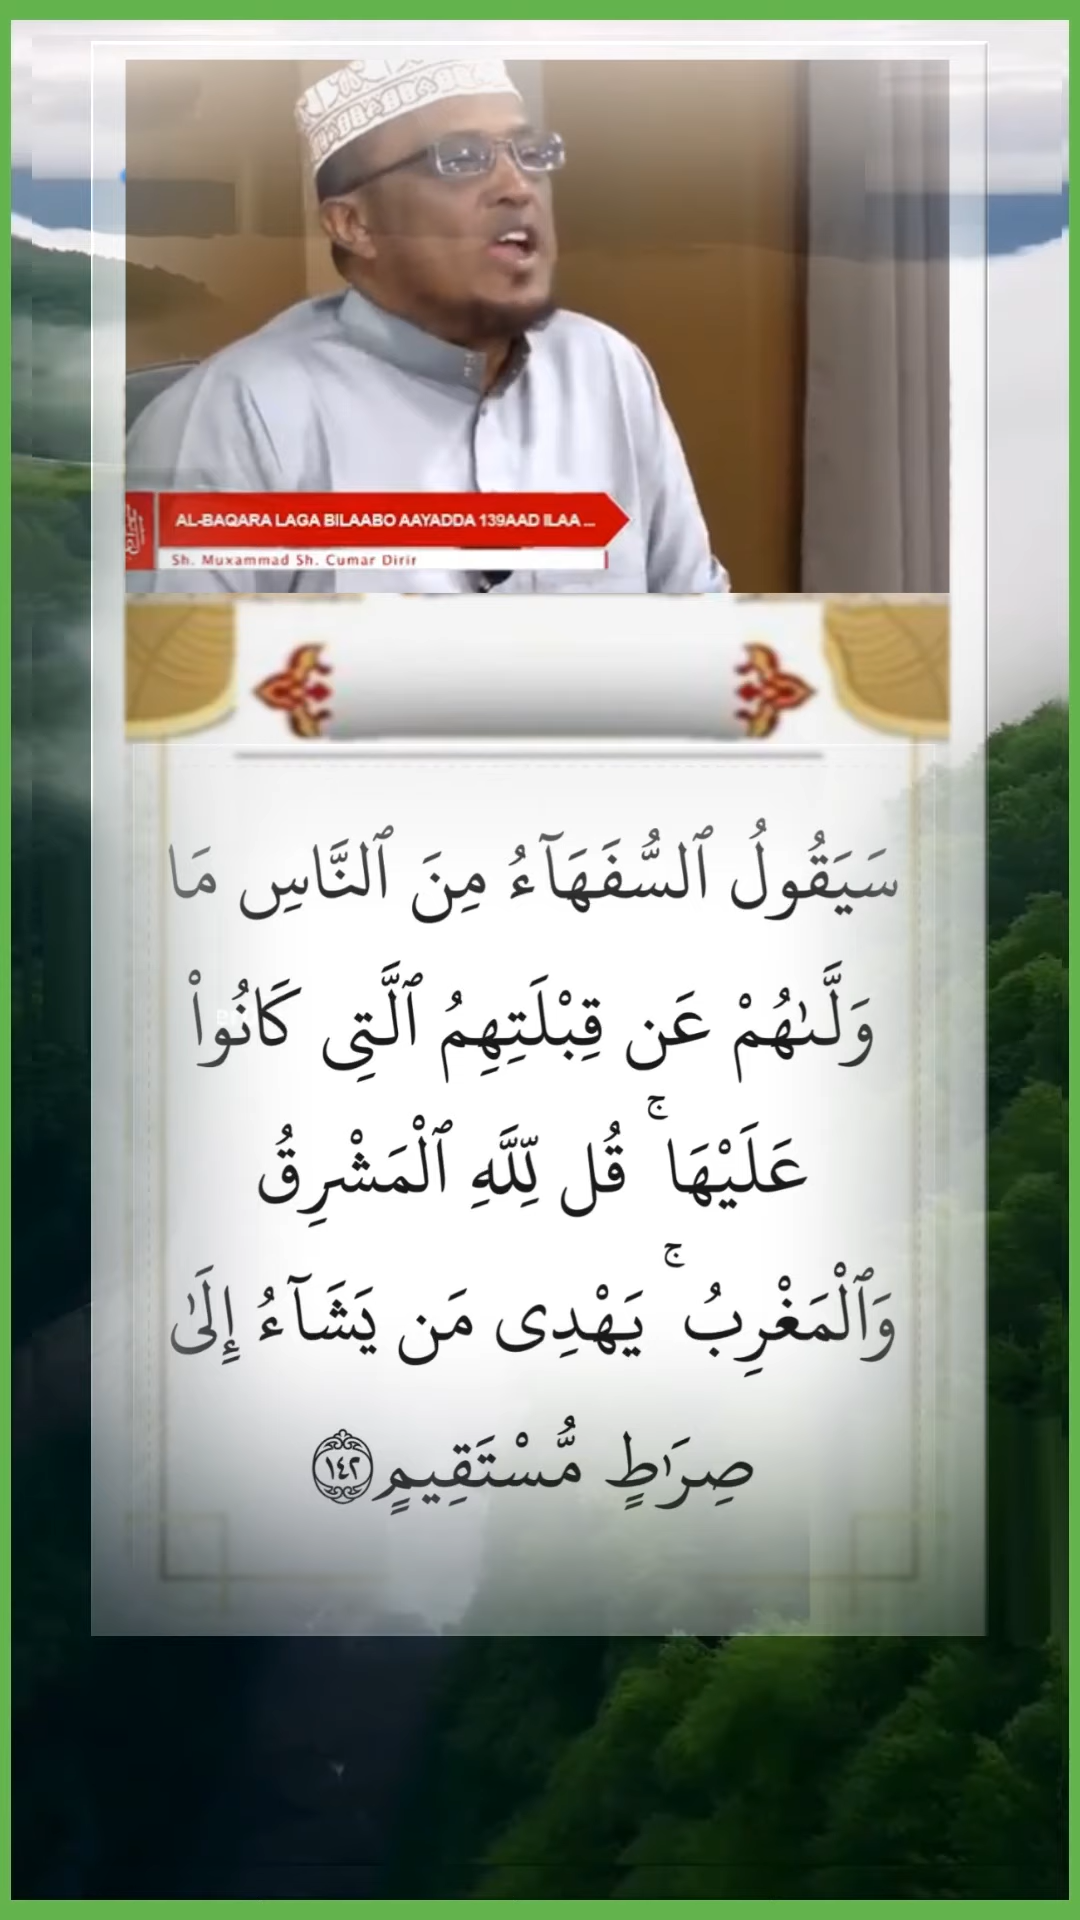 AL-BAQARA LAGA BILAABO AAYADDA 139AAD ILAA ...
Sh. Muxammad Sh. Cumar Dirir
سَيَقُولُ ٱلسُّفَهَآءُ مِنَ ٱلنَّاسِ مَا
وَلَّىٰهُمْ عَن قِبْلَتِهِمُ ٱلَّتِى كَانُوا۟
عَلَيْهَا ۚ قُل لِّلَّهِ ٱلْمَشْرِقُ
وَٱلْمَغْرِبُ ۚ يَهْدِى مَن يَشَآءُ إِلَىٰ
صِرَٰطٍ مُّسْتَقِيمٍ ١٤٢